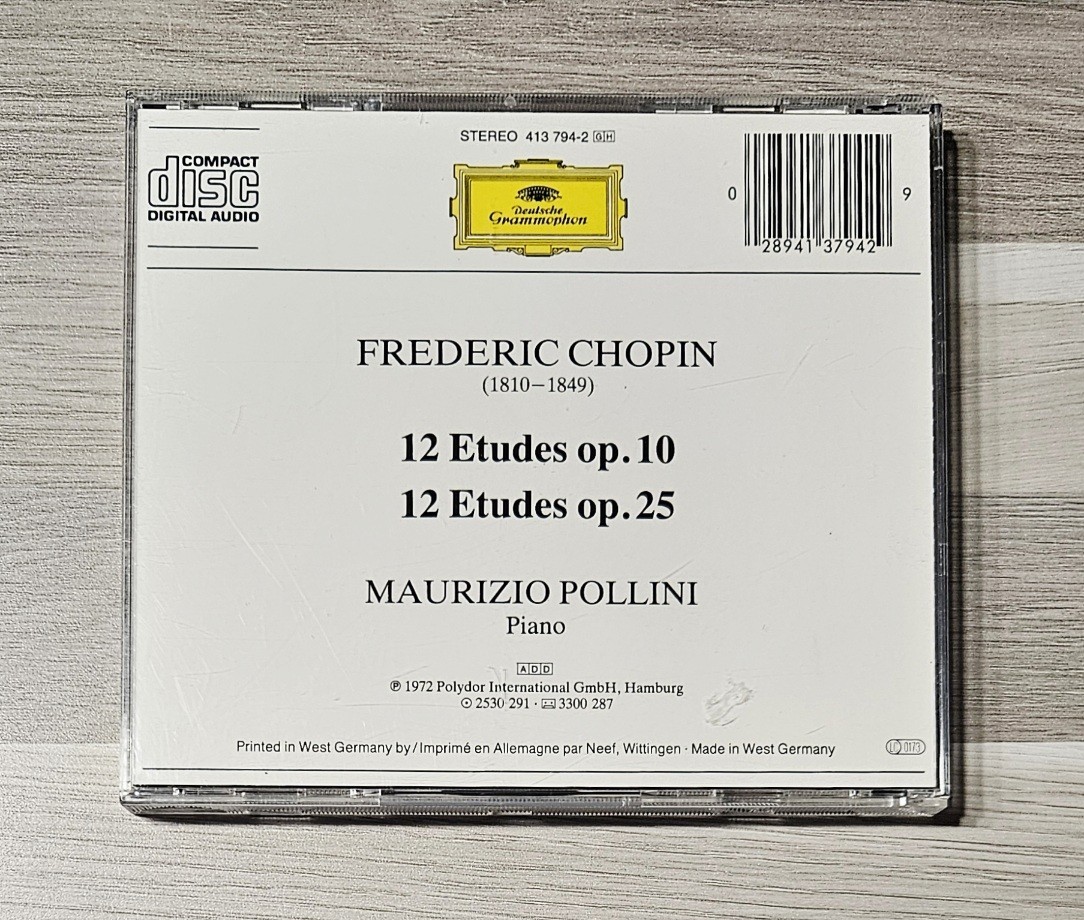 STEREO 413 794-2 GH
COMPACT
disc
DIGITAL AUDIO
Deutsche
Grammophon
0 28941 37942 9
FREDERIC CHOPIN
(1810–1849)
12 Etudes op. 10
12 Etudes op. 25
MAURIZIO POLLINI
Piano
ADD
℗ 1972 Polydor International GmbH, Hamburg
2530 291 · 3300 287
Printed in West Germany by / Imprimé en Allemagne par Neef, Wittingen · Made in West Germany
LC 0173